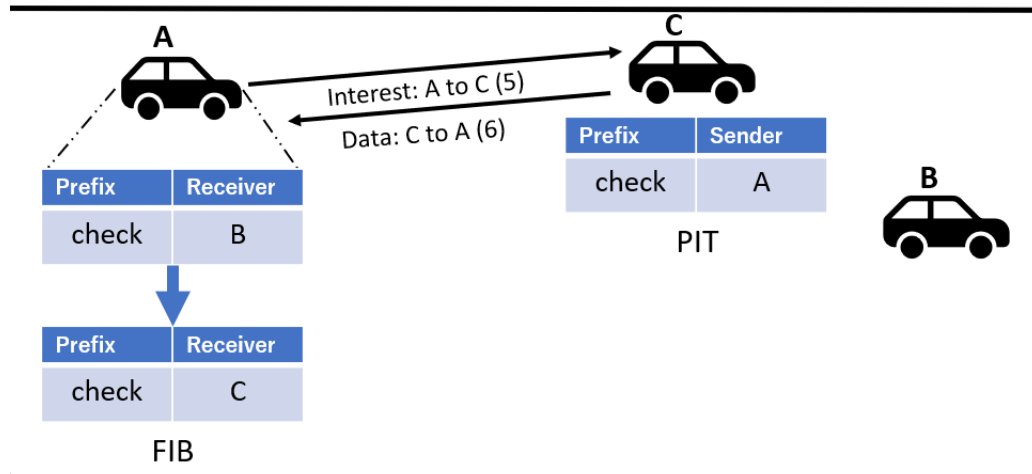 A
C
Interest: A to C (5)
Data: C to A (6)
Prefix Sender
check A
PIT
B
Prefix Receiver
check B
Prefix Receiver
check C
FIB